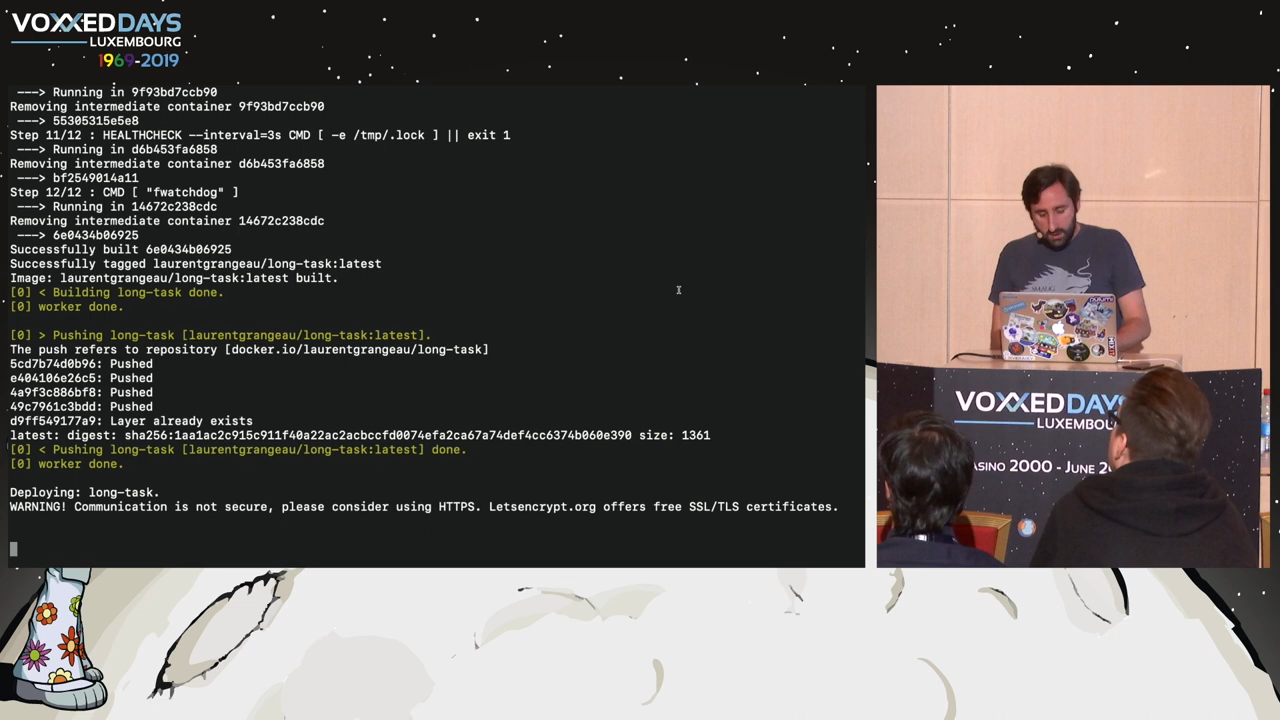 VOXXED DAYS
LUXEMBOURG
1969-2019
---> Running in 9f93bd7ccb90
Removing intermediate container 9f93bd7ccb90
---> 55305315e5e8
Step 11/12 : HEALTHCHECK --interval=3s CMD [ -e /tmp/.lock ] || exit 1
---> Running in d6b453fa6858
Removing intermediate container d6b453fa6858
---> bf2549014a11
Step 12/12 : CMD [ "fwatchdog" ]
---> Running in 14672c238cdc
Removing intermediate container 14672c238cdc
---> 6e0434b06925
Successfully built 6e0434b06925
Successfully tagged laurentgrangeau/long-task:latest
Image: laurentgrangeau/long-task:latest built.
[0] < Building long-task done.
[0] worker done.
[0] > Pushing long-task [laurentgrangeau/long-task:latest].
The push refers to repository [docker.io/laurentgrangeau/long-task]
5cd7b74d0b96: Pushed
e404106e26c5: Pushed
4a9f3c886bf8: Pushed
49c7961c3bdd: Pushed
d9ff549177a9: Layer already exists
latest: digest: sha256:1aa1ac2c915c911f40a22ac2acbccfd0074efa2ca67a74def4cc6374b060e390 size: 1361
[0] < Pushing long-task [laurentgrangeau/long-task:latest] done.
[0] worker done.
Deploying: long-task.
WARNING! Communication is not secure, please consider using HTTPS. Letsencrypt.org offers free SSL/TLS certificates.
SMAUG
VOXXED DAYS
LUXEMBOU
ASINO 2000 - JUNE 2